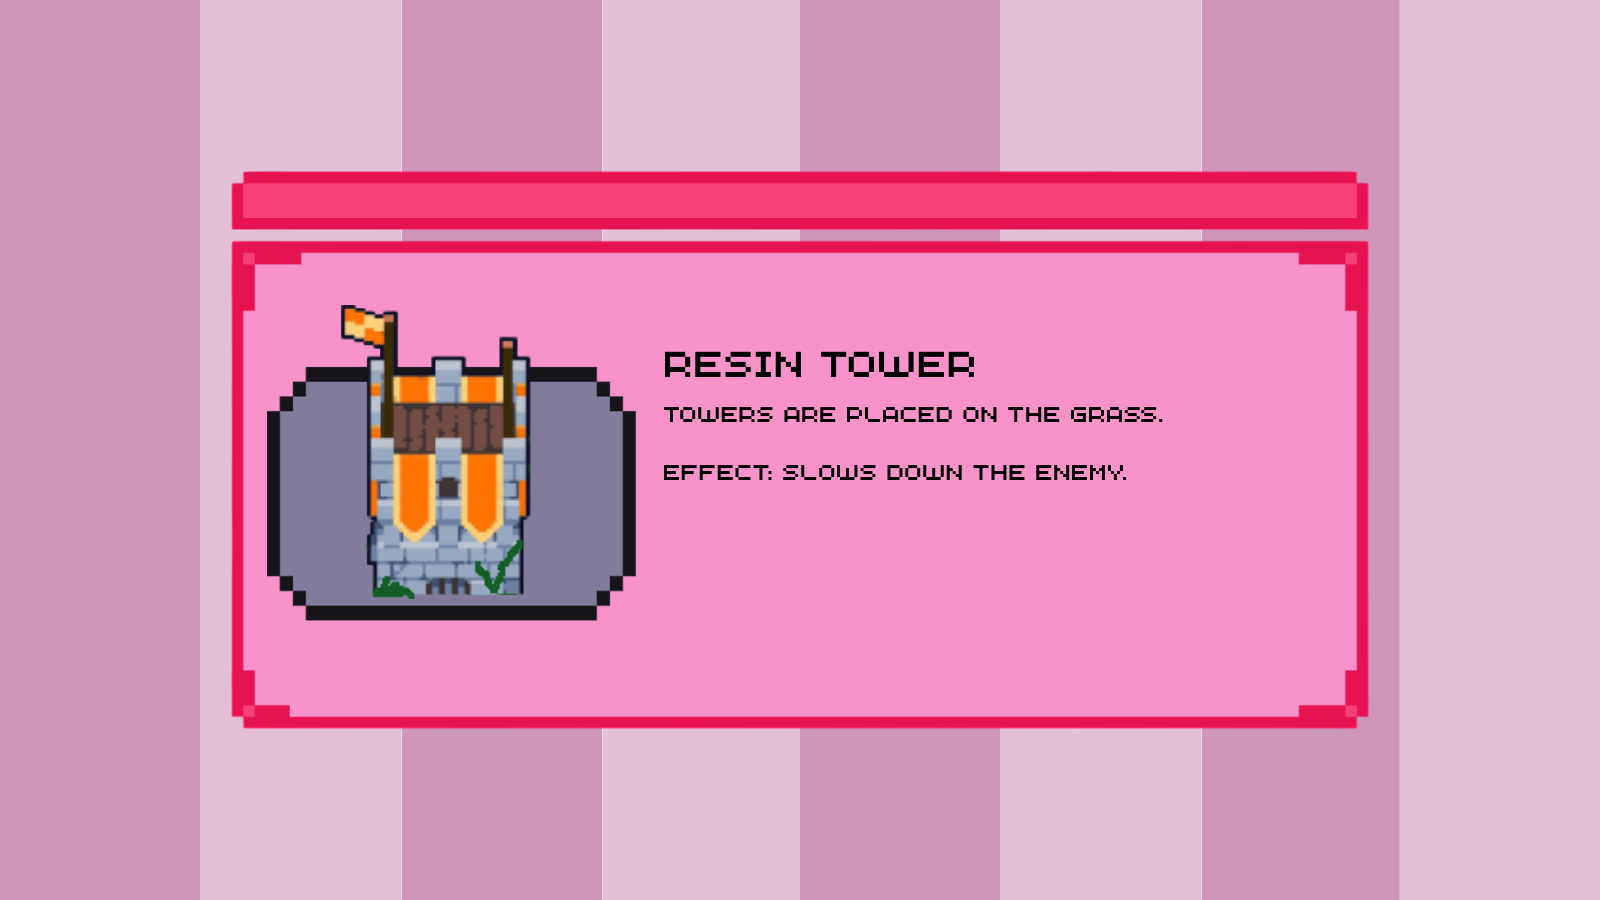 RESIN TOWER
TOWERS ARE PLACED ON THE GRASS.
EFFECT: SLOWS DOWN THE ENEMY.